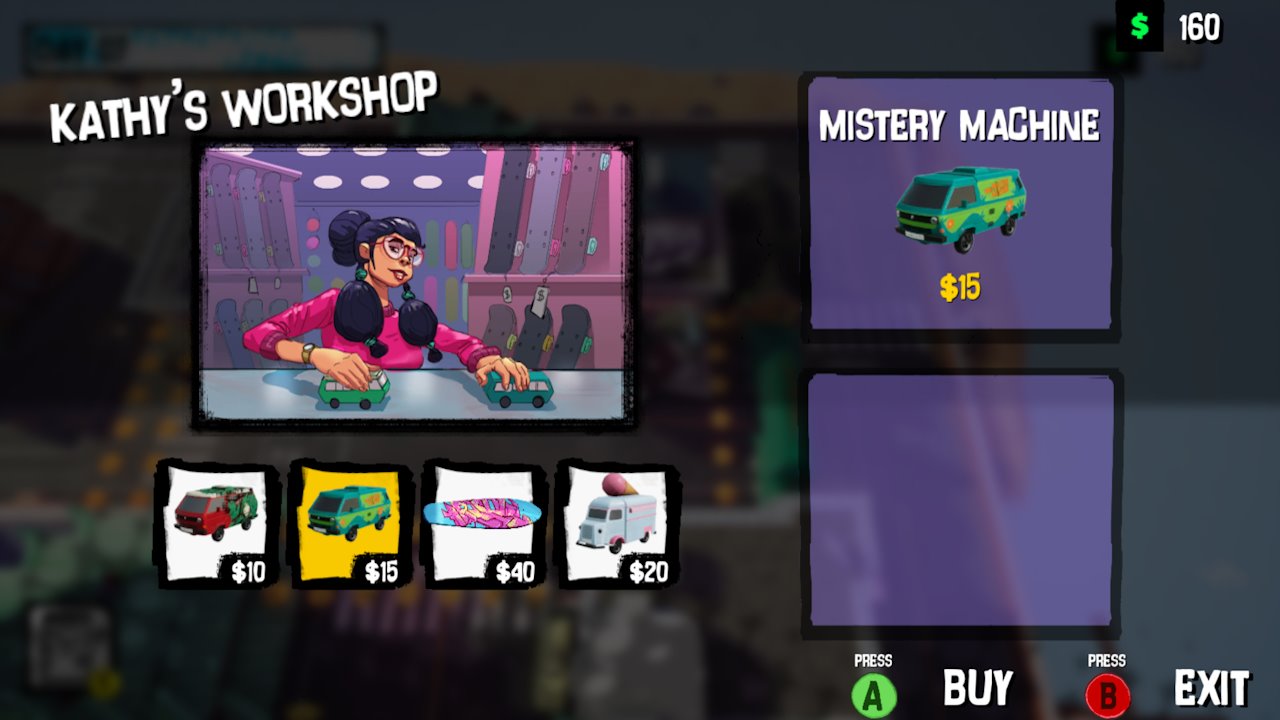 $ 160
KATHY'S WORKSHOP
MISTERY MACHINE
$15
$10
$15
$40
$20
PRESS
A
BUY
PRESS
B
EXIT